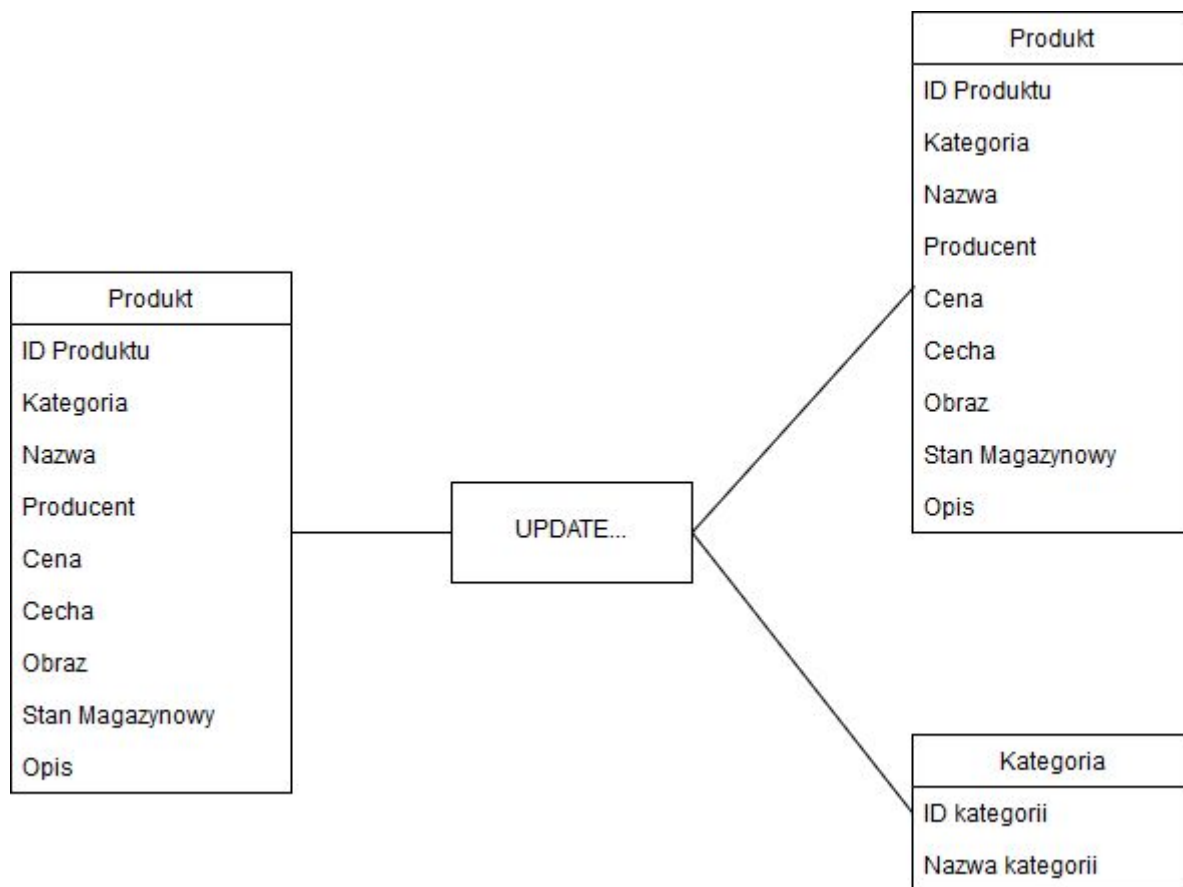 Produkt
ID Produktu
Kategoria
Nazwa
Producent
Cena
Cecha
Obraz
Stan Magazynowy
Opis
UPDATE...
Produkt
ID Produktu
Kategoria
Nazwa
Producent
Cena
Cecha
Obraz
Stan Magazynowy
Opis
Kategoria
ID kategorii
Nazwa kategorii